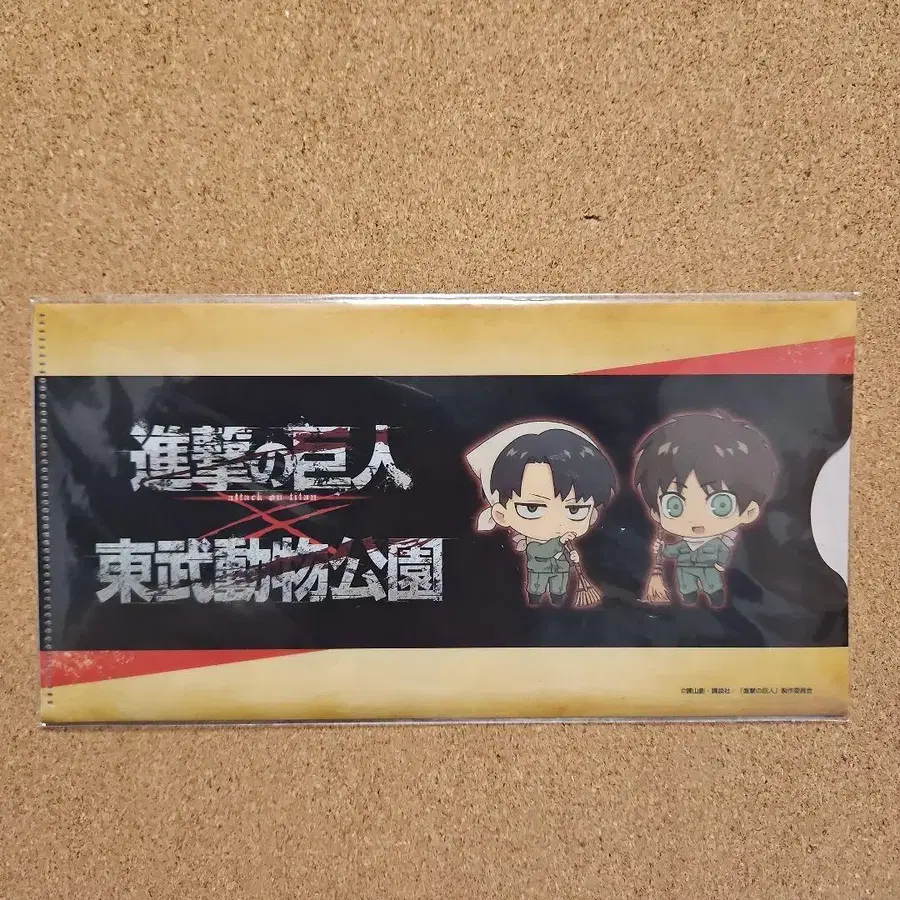 進撃の巨人
attack on titan
×
東武動物公園
©諫山創・講談社/「進撃の巨人」製作委員会